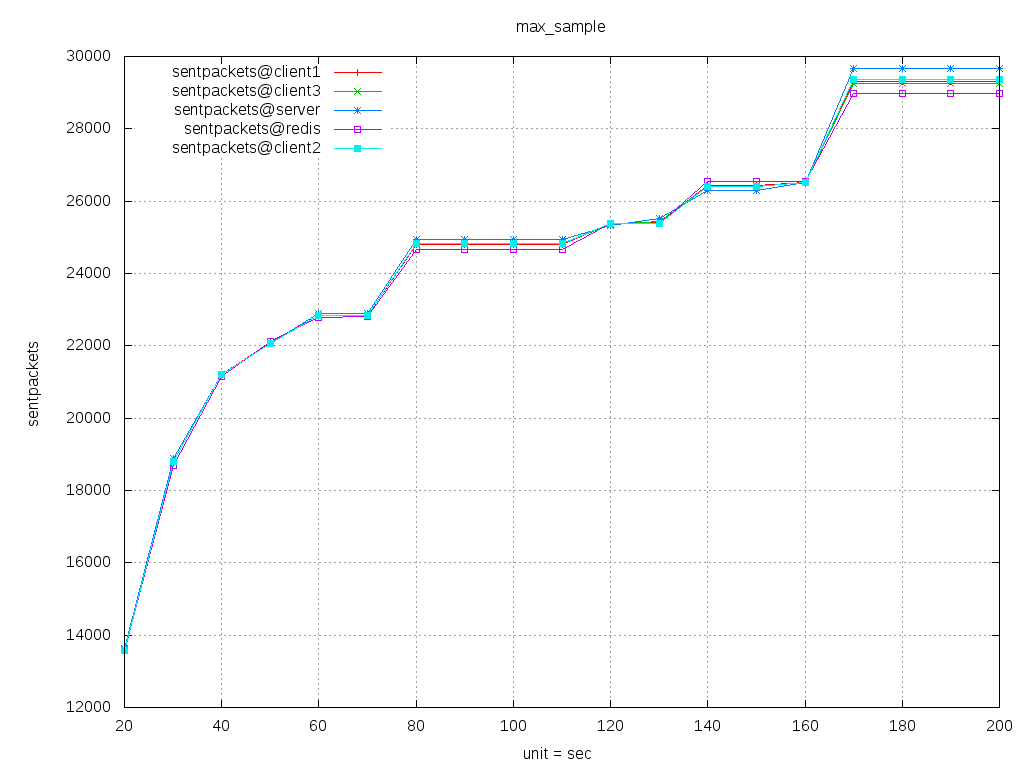 max_sample
30000
28000
26000
24000
22000
20000
18000
16000
14000
12000
sentpackets
sentpackets@client1
sentpackets@client3
sentpackets@server
sentpackets@redis
sentpackets@client2
20 40 60 80 100 120 140 160 180 200
unit = sec